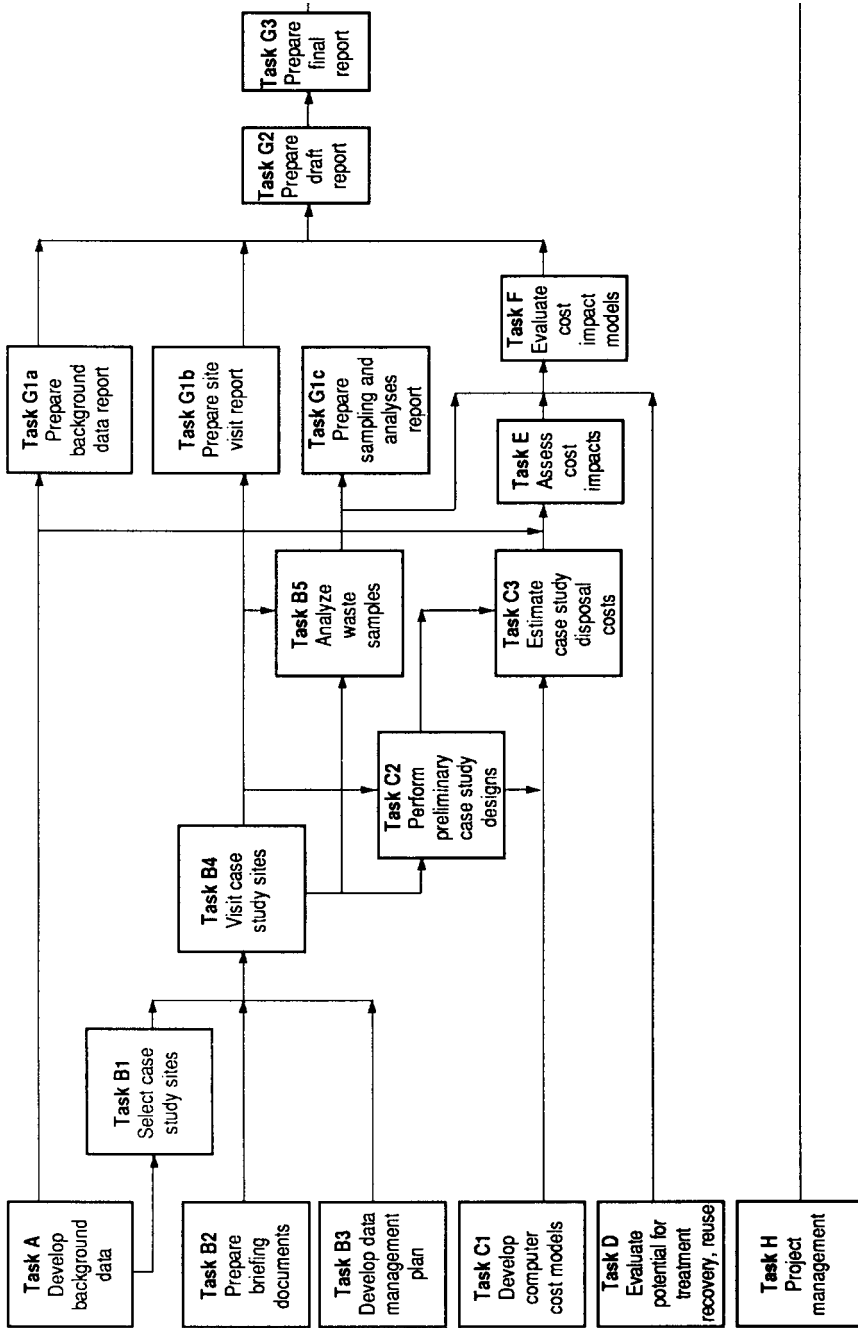 Task A
Develop
background
data
Task B1
Select case
study sites
Task B2
Prepare
briefing
documents
Task B3
Develop data
management
plan
Task B4
Visit case
study sites
Task B5
Analyze
waste
samples
Task C1
Develop
computer
cost models
Task C2
Perform
preliminary
case study
designs
Task C3
Estimate
case study
disposal
costs
Task D
Evaluate
potential for
treatment
recovery, reuse
Task E
Assess
cost
impacts
Task F
Evaluate
cost
impact
models
Task G1a
Prepare
background
data report
Task G1b
Prepare site
visit report
Task G1c
Prepare
sampling and
analyses
report
Task G2
Prepare
draft
report
Task G3
Prepare
final
report
Task H
Project
management